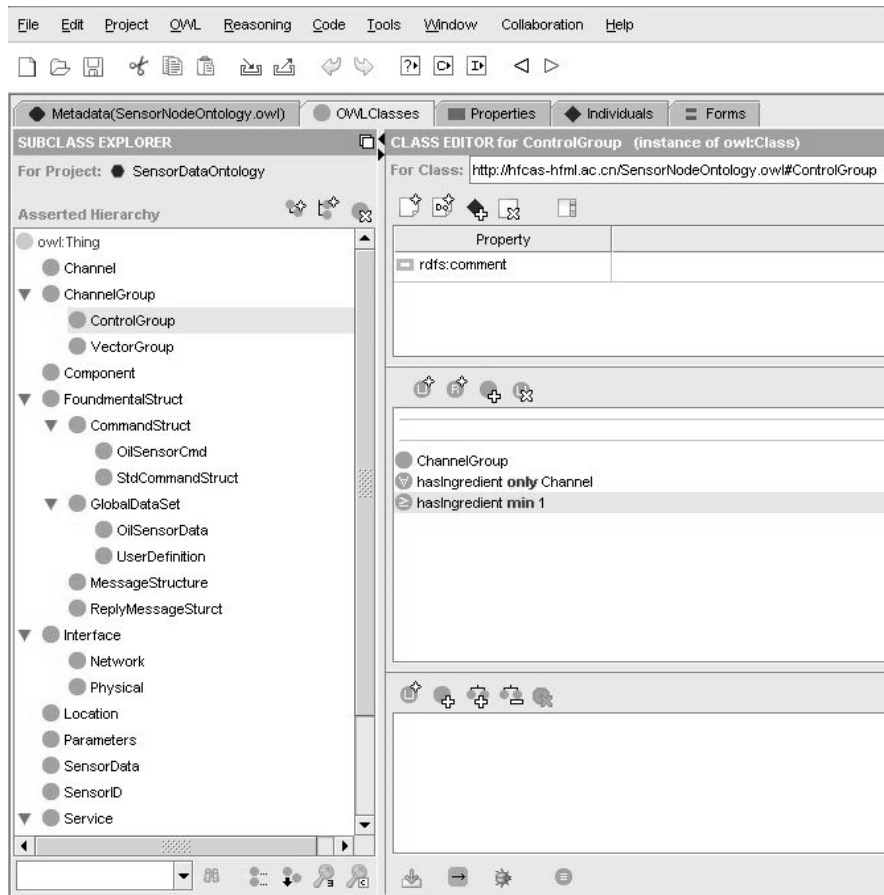 File Edit Project OWL Reasoning Code Tools Window Collaboration Help
Metadata(SensorNodeOntology.owl) OWLClasses Properties Individuals Forms
SUBCLASS EXPLORER
For Project: SensorDataOntology
Asserted Hierarchy
owl:Thing
Channel
ChannelGroup
ControlGroup
VectorGroup
Component
FoundmentalStruct
CommandStruct
OilSensorCmd
StdCommandStruct
GlobalDataSet
OilSensorData
UserDefinition
MessageStructure
ReplyMessageSturct
Interface
Network
Physical
Location
Parameters
SensorData
SensorID
Service
CLASS EDITOR for ControlGroup (instance of owl:Class)
For Class: http://hfcas-hfml.ac.cn/SensorNodeOntology.owl#ControlGroup
Property
rdfs:comment
ChannelGroup
hasIngredient only Channel
hasIngredient min 1